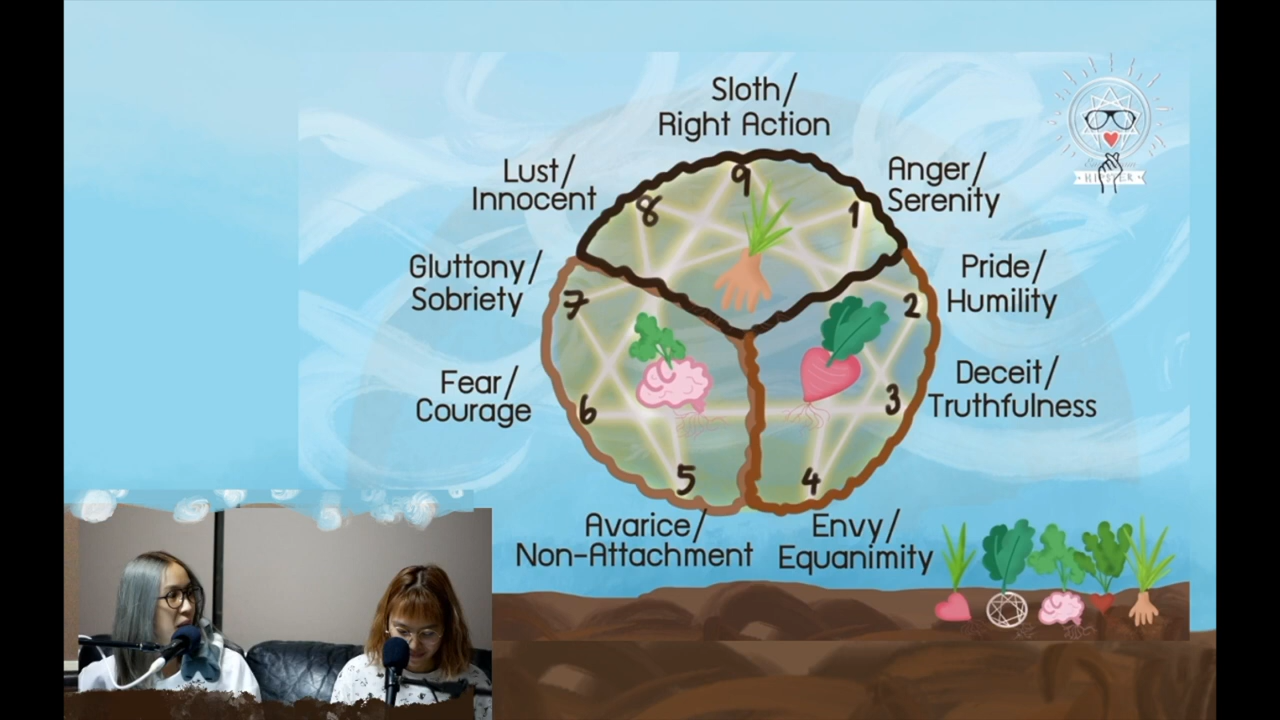 Sloth/
Right Action
Lust/
Innocent
Anger/
Serenity
9
8
1
Gluttony/
Sobriety
Pride/
Humility
7
2
Fear/
Courage
Deceit/
Truthfulness
6
3
5
4
Avarice/
Non-Attachment
Envy/
Equanimity
HIPSTER